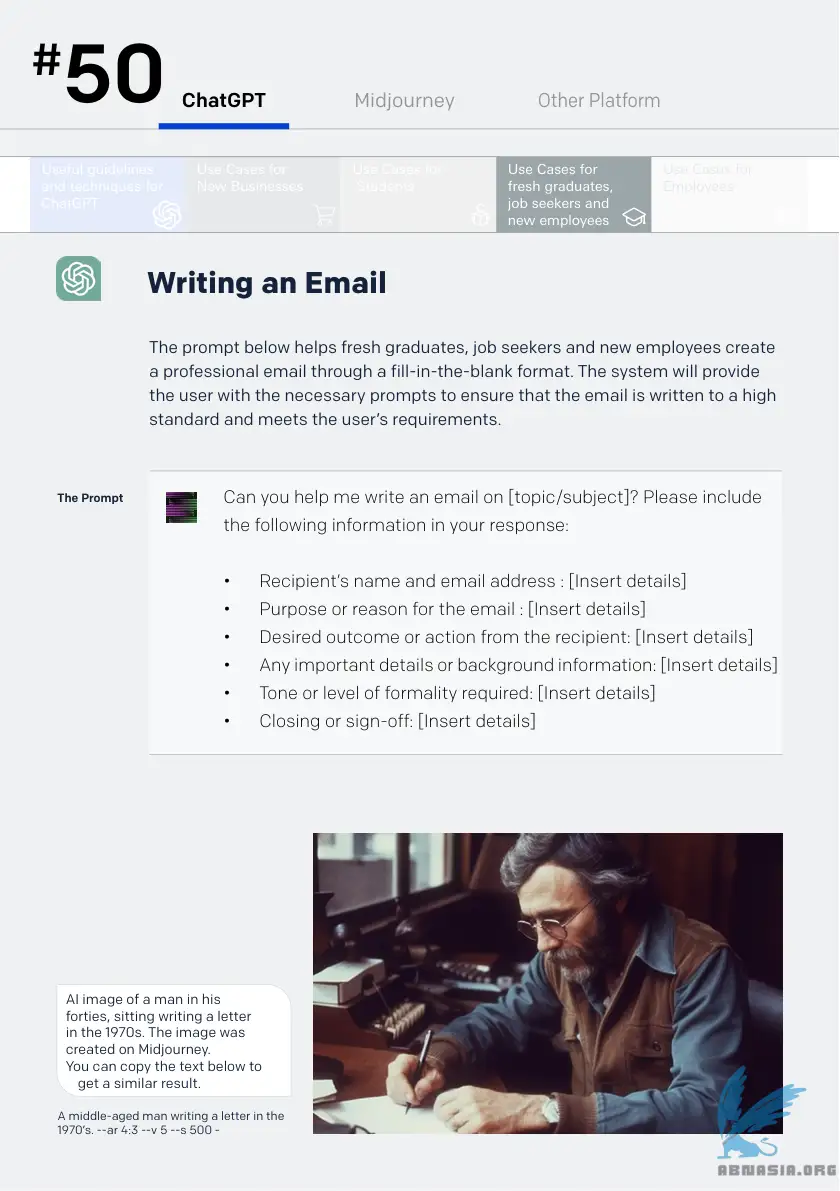 #50
ChatGPT
Midjourney
Other Platform
Useful guidelines
and techniques for
ChatGPT
Use Cases for
New Businesses
Use Cases for
Students
Use Cases for
fresh graduates,
job seekers and
new employees
Use Cases for
Employees
Writing an Email
The prompt below helps fresh graduates, job seekers and new employees create
a professional email through a fill-in-the-blank format. The system will provide
the user with the necessary prompts to ensure that the email is written to a high
standard and meets the user’s requirements.
The Prompt
Can you help me write an email on [topic/subject]? Please include
the following information in your response:
• Recipient’s name and email address : [Insert details]
• Purpose or reason for the email : [Insert details]
• Desired outcome or action from the recipient: [Insert details]
• Any important details or background information: [Insert details]
• Tone or level of formality required: [Insert details]
• Closing or sign-off: [Insert details]
AI image of a man in his
forties, sitting writing a letter
in the 1970s. The image was
created on Midjourney.
You can copy the text below to
get a similar result.
A middle-aged man writing a letter in the
1970’s. --ar 4:3 --v 5 --s 500 -
ABNASIA.ORG